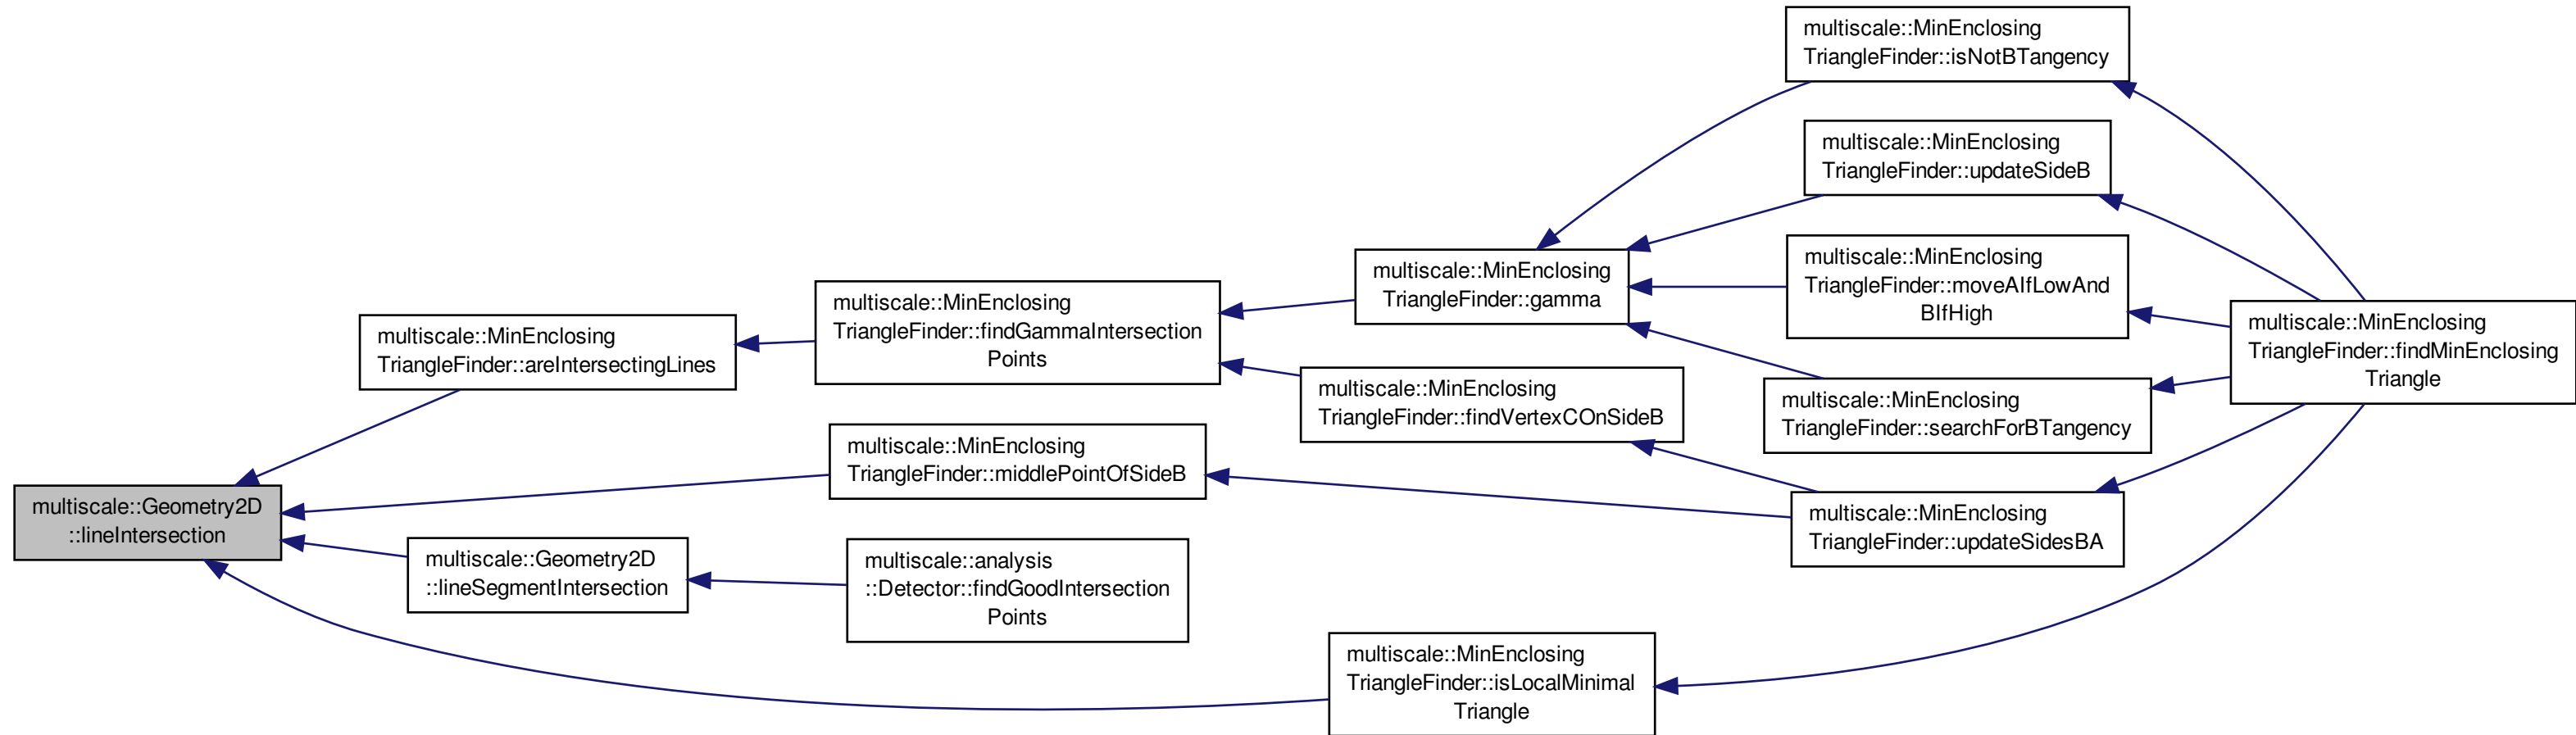 multiscale::MinEnclosing
TriangleFinder::isNotBTangency
multiscale::MinEnclosing
TriangleFinder::updateSideB
multiscale::MinEnclosing
TriangleFinder::moveAIfLowAnd
BIfHigh
multiscale::MinEnclosing
TriangleFinder::gamma
multiscale::MinEnclosing
TriangleFinder::findGammaIntersection
Points
multiscale::MinEnclosing
TriangleFinder::findMinEnclosing
Triangle
multiscale::MinEnclosing
TriangleFinder::areIntersectingLines
multiscale::MinEnclosing
TriangleFinder::findVertexCOnSideB
multiscale::MinEnclosing
TriangleFinder::searchForBTangency
multiscale::MinEnclosing
TriangleFinder::middlePointOfSideB
multiscale::Geometry2D
::lineIntersection
multiscale::MinEnclosing
TriangleFinder::updateSidesBA
multiscale::Geometry2D
::lineSegmentIntersection
multiscale::analysis
::Detector::findGoodIntersection
Points
multiscale::MinEnclosing
TriangleFinder::isLocalMinimal
Triangle